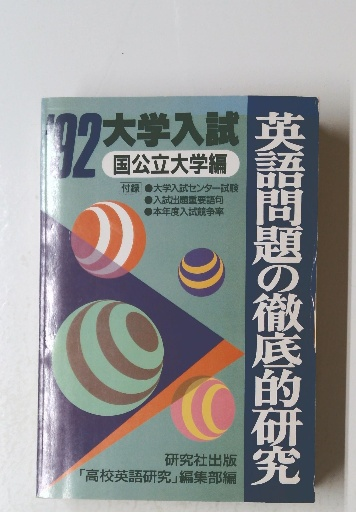 '92 大学入試
国公立大学編
付録 ●大学入試センター試験
●入試出題重要語句
●本年度入試競争率
英語問題の徹底的研究
研究社出版
「高校英語研究」編集部編